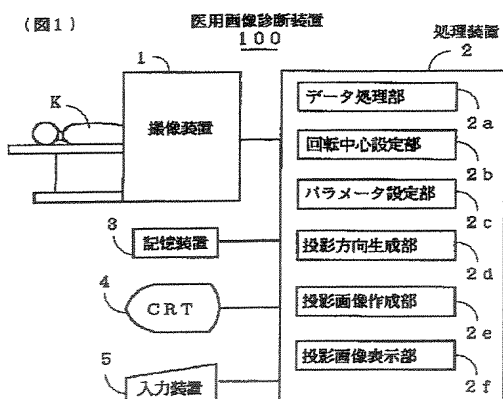 (図1)
医用画像診断装置
100
処理装置
2
1
K
撮像装置
データ処理部
2a
回転中心設定部
2b
パラメータ設定部
2c
3
記憶装置
投影方向生成部
2d
4
CRT
投影画像作成部
2e
5
入力装置
投影画像表示部
2f